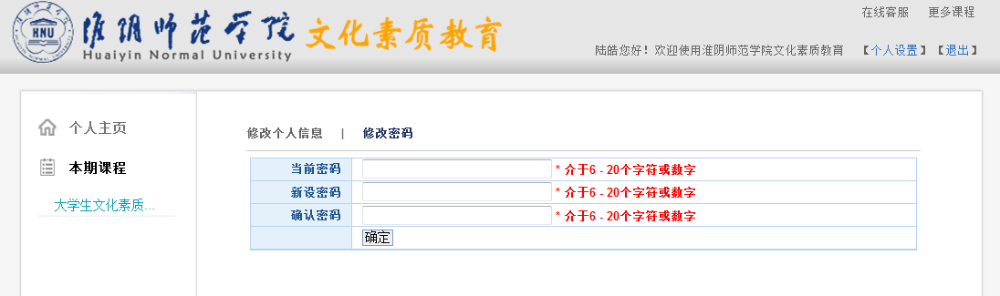 在线客服 更多课程
HNU
淮阴师范学院 文化素质教育
Huaiyin Normal University
陆皓您好！欢迎使用淮阴师范学院文化素质教育 【个人设置】【退出】
个人主页
本期课程
大学生文化素质...
修改个人信息 | 修改密码
当前密码 * 介于6 - 20个字符或数字
新设密码 * 介于6 - 20个字符或数字
确认密码 * 介于6 - 20个字符或数字
确定